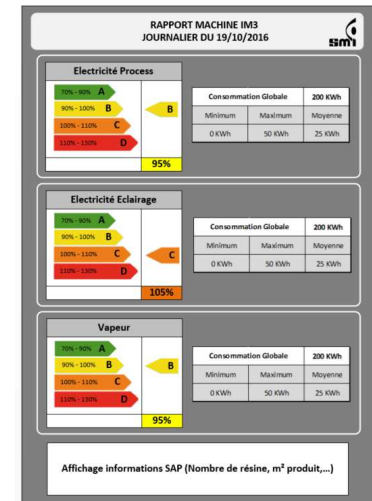 RAPPORT MACHINE IM3
JOURNALIER DU 19/10/2016
smi
Electricité Process
70% - 90% A
90% - 100% B
B
100% - 110% C
110% - 130% D
95%
Consommation Globale 200 KWh
Minimum Maximum Moyenne
0 KWh 50 KWh 25 KWh
Electricité Eclairage
70% - 90% A
90% - 100% B
100% - 110% C
C
110% - 130% D
105%
Consommation Globale 200 KWh
Minimum Maximum Moyenne
0 KWh 50 KWh 25 KWh
Vapeur
70% - 90% A
90% - 100% B
B
100% - 110% C
110% - 130% D
95%
Consommation Globale 200 KWh
Minimum Maximum Moyenne
0 KWh 50 KWh 25 KWh
Affichage informations SAP (Nombre de résine, m² produit,...)